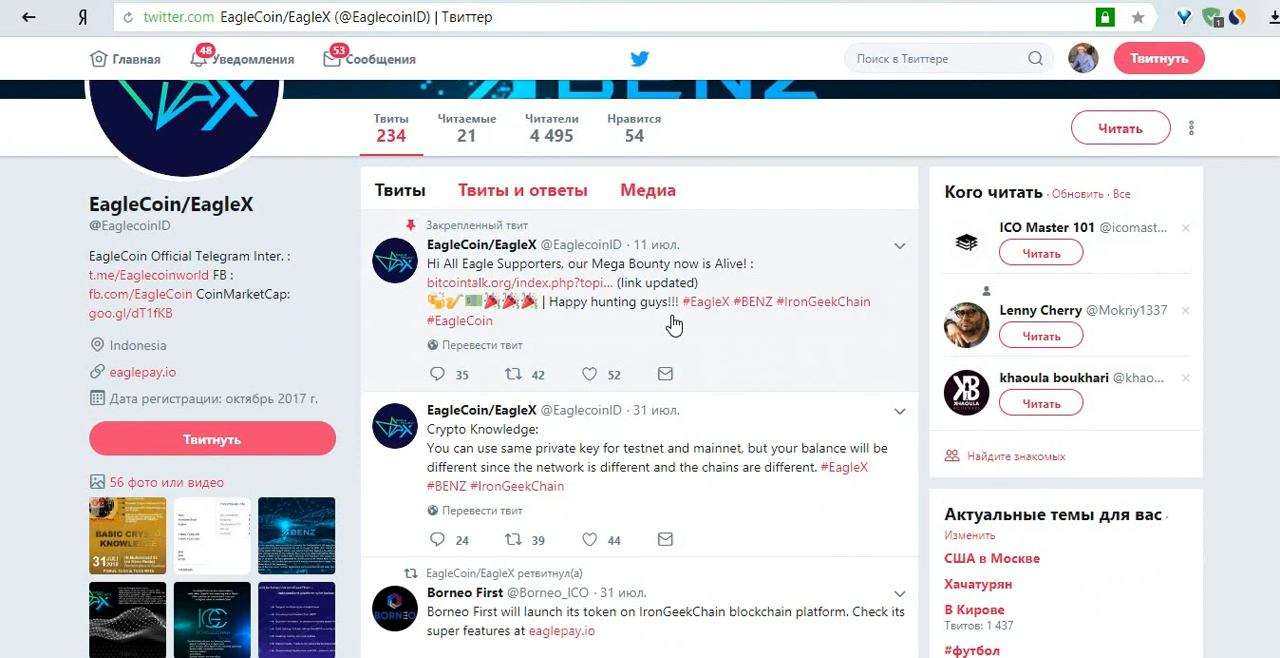 Я
twitter.com EagleCoin/EagleX (@EaglecoinID) | Твиттер
1
Главная
48
Уведомления
53
Сообщения
Поиск в Твиттере
Твитнуть
BENZ
Твиты
234
Читаемые
21
Читатели
4 495
Нравится
54
Читать
EagleCoin/EagleX
@EaglecoinID
EagleCoin Official Telegram Inter. :
t.me/Eaglecoinworld FB :
fb.com/EagleCoin CoinMarketCap:
goo.gl/dT1fKB
Indonesia
eaglepay.io
Дата регистрации: октябрь 2017 г.
Твитнуть
56 фото или видео
BASIC CRYPTO
KNOWLEDGE
BENZ
Твиты Твиты и ответы Медиа
Закрепленный твит
EagleCoin/EagleX @EaglecoinID · 11 июл.
Hi All Eagle Supporters, our Mega Bounty now is Alive! :
bitcointalk.org/index.php?topi... (link updated)
| Happy hunting guys!!! #EagleX #BENZ #IronGeekChain
#EagleCoin
Перевести твит
35 42 52
EagleCoin/EagleX @EaglecoinID · 31 июл.
Crypto Knowledge:
You can use same private key for testnet and mainnet, but your balance will be
different since the network is different and the chains are different. #EagleX
#BENZ #IronGeekChain
Перевести твит
24 39 44
EagleCoin/EagleX ретвитнул(а)
BORNEO
Borneo First @Borneo_ICO · 31 июл.
Borneo First will launch its token on IronGeekChain blockchain platform. Check its
super features at eaglepay.io
Кого читать · Обновить · Все
ICO Master 101 @icomast...
Читать
Lenny Cherry @Mokriy1337
Читать
khaoula boukhari @khao...
Читать
Найдите знакомых
Актуальные темы для вас ·
Изменить
США в Москве
Хачатурян
В Кирове
Твитов: 1 437
#футбол